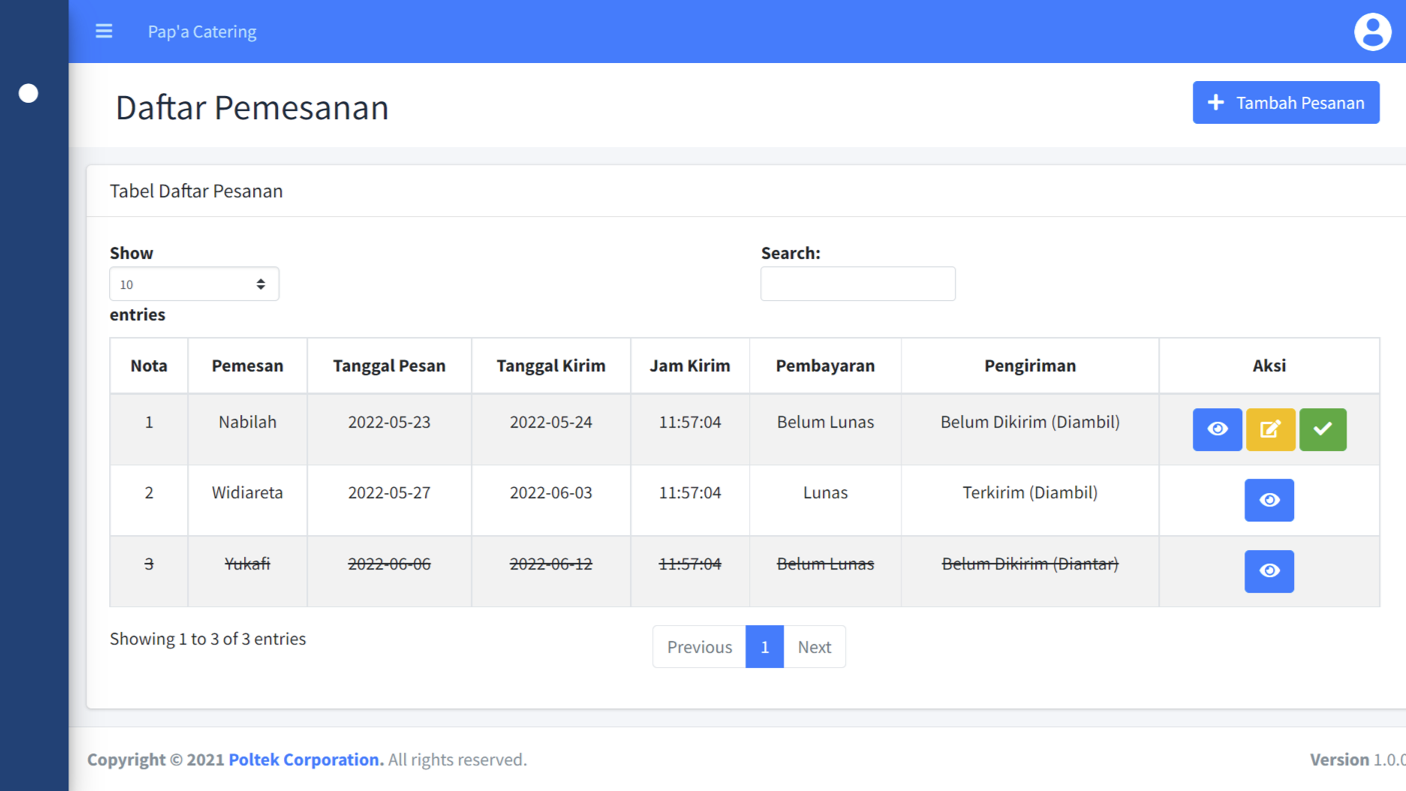 Pap'a Catering
Daftar Pemesanan
Tambah Pesanan
Tabel Daftar Pesanan
Show
10
entries
Search:
Nota Pemesan Tanggal Pesan Tanggal Kirim Jam Kirim Pembayaran Pengiriman Aksi
1 Nabilah 2022-05-23 2022-05-24 11:57:04 Belum Lunas Belum Dikirim (Diambil)
2 Widiareta 2022-05-27 2022-06-03 11:57:04 Lunas Terkirim (Diambil)
3 Yukafi 2022-06-06 2022-06-12 11:57:04 Belum Lunas Belum Dikirim (Diantar)
Showing 1 to 3 of 3 entries
Previous 1 Next
Copyright © 2021 Poltek Corporation. All rights reserved.
Version 1.0.0